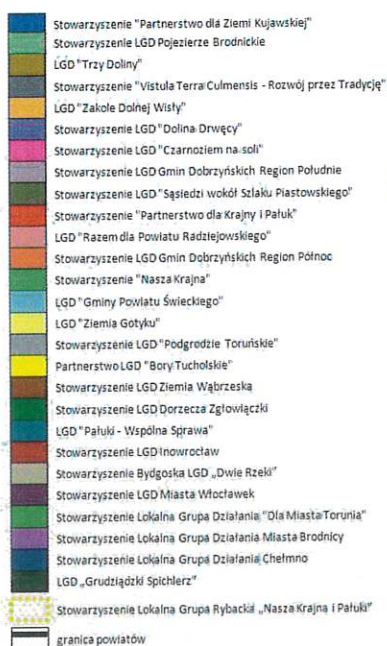 Stowarzyszenie "Partnerstwo dla Ziemi Kujawskiej"
Stowarzyszenie LGD Pojezierze Brodnickie
LGD "Trzy Doliny"
Stowarzyszenie "Vistula Terra Culmensis - Rozwój przez Tradycję"
LGD "Zakole Dolnej Wisły"
Stowarzyszenie LGD "Dolina Drwęcy"
Stowarzyszenie LGD "Czarnoziem na soli"
Stowarzyszenie LGD Gmin Dobrzyńskich Region Południe
Stowarzyszenie LGD "Sąsiedzi wokół Szlaku Piastowskiego"
Stowarzyszenie "Partnerstwo dla Krajny i Pałuk"
LGD "Razem dla Powiatu Radziejowskiego"
Stowarzyszenie LGD Gmin Dobrzyńskich Region Północ
Stowarzyszenie "Nasza Krajna"
LGD "Gminy Powiatu Świeckiego"
LGD "Ziemia Gotyku"
Stowarzyszenie LGD "Podgrodzie Toruńskie"
Partnerstwo LGD "Bory Tucholskie"
Stowarzyszenie LGD Ziemia Wąbrzeska
Stowarzyszenie LGD Dorzecza Zgłowiączki
LGD "Pałuki - Wspólna Sprawa"
Stowarzyszenie LGD Inowrocław
Stowarzyszenie Bydgoska LGD „Dwie Rzeki"
Stowarzyszenie LGD Miasta Włocławek
Stowarzyszenie Lokalna Grupa Działania "Dla Miasta Torunia"
Stowarzyszenie Lokalna Grupa Działania Miasta Brodnicy
Stowarzyszenie Lokalna Grupa Działania Chełmno
LGD „Grudziądzki Spichlerz"
Stowarzyszenie Lokalna Grupa Rybacka „Nasza Krajna i Pałuki"
granica powiatów